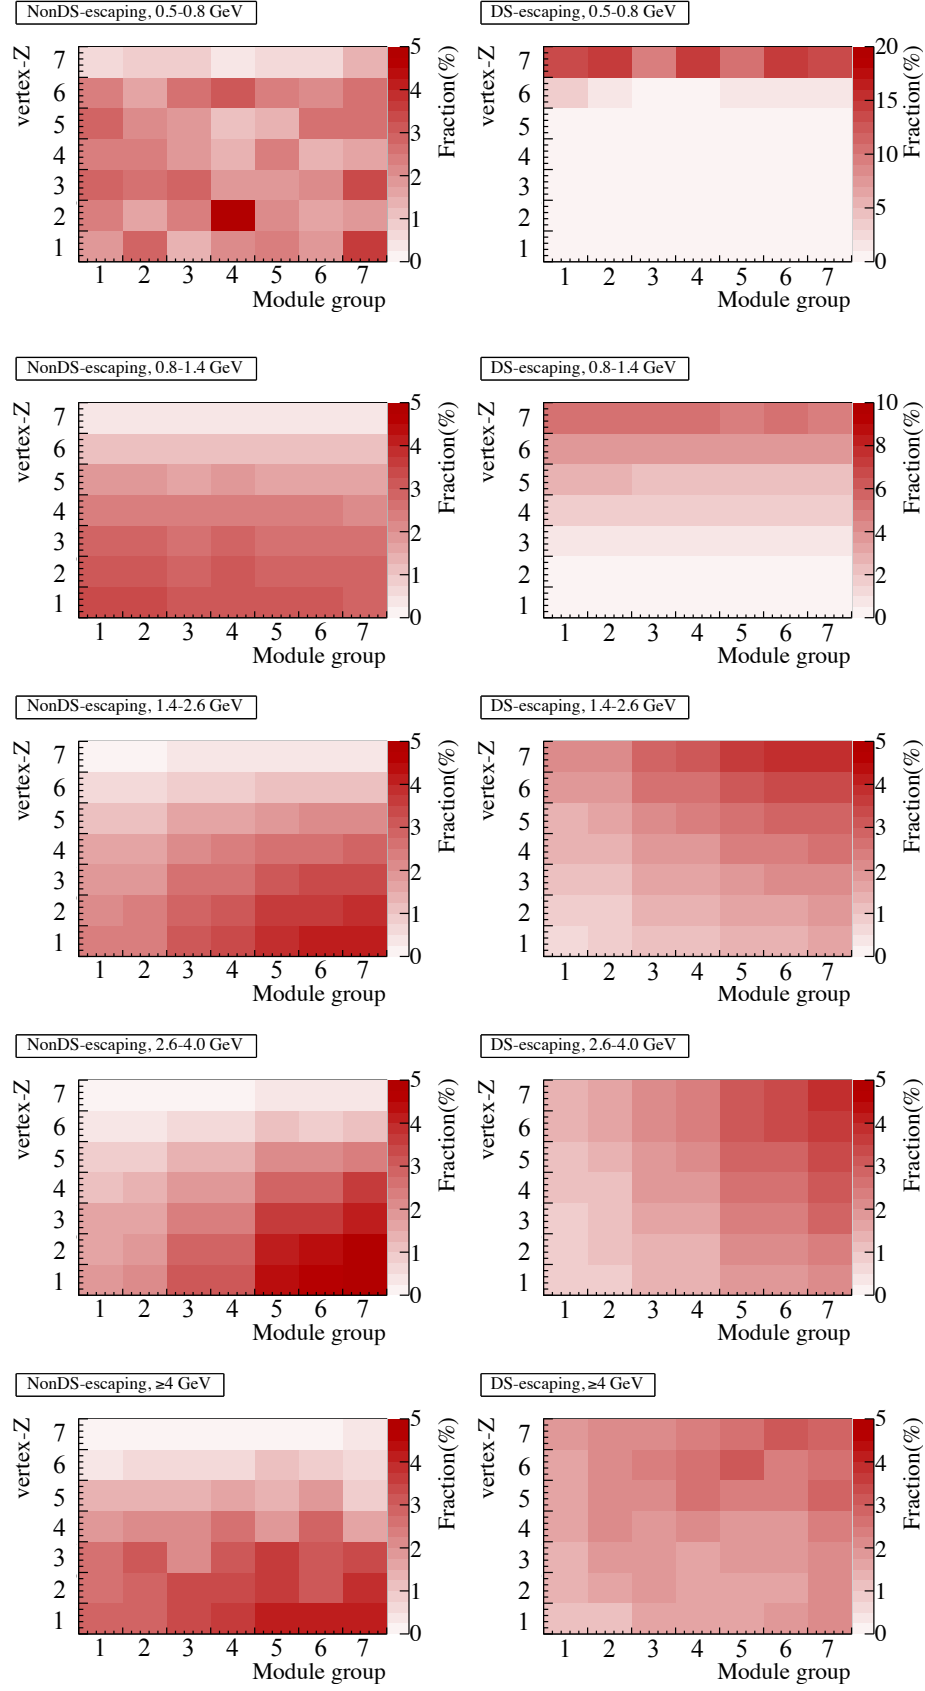 NonDS-escaping, 0.5-0.8 GeV
vertex-Z
7
6
5
4
3
2
1
1 2 3 4 5 6 7
Module group
5
4
3
2
1
0
Fraction(%)
DS-escaping, 0.5-0.8 GeV
vertex-Z
7
6
5
4
3
2
1
1 2 3 4 5 6 7
Module group
20
15
10
5
0
Fraction(%)
NonDS-escaping, 0.8-1.4 GeV
vertex-Z
7
6
5
4
3
2
1
1 2 3 4 5 6 7
Module group
5
4
3
2
1
0
Fraction(%)
DS-escaping, 0.8-1.4 GeV
vertex-Z
7
6
5
4
3
2
1
1 2 3 4 5 6 7
Module group
10
8
6
4
2
0
Fraction(%)
NonDS-escaping, 1.4-2.6 GeV
vertex-Z
7
6
5
4
3
2
1
1 2 3 4 5 6 7
Module group
5
4
3
2
1
0
Fraction(%)
DS-escaping, 1.4-2.6 GeV
vertex-Z
7
6
5
4
3
2
1
1 2 3 4 5 6 7
Module group
5
4
3
2
1
0
Fraction(%)
NonDS-escaping, 2.6-4.0 GeV
vertex-Z
7
6
5
4
3
2
1
1 2 3 4 5 6 7
Module group
5
4
3
2
1
0
Fraction(%)
DS-escaping, 2.6-4.0 GeV
vertex-Z
7
6
5
4
3
2
1
1 2 3 4 5 6 7
Module group
5
4
3
2
1
0
Fraction(%)
NonDS-escaping, ≥4 GeV
vertex-Z
7
6
5
4
3
2
1
1 2 3 4 5 6 7
Module group
5
4
3
2
1
0
Fraction(%)
DS-escaping, ≥4 GeV
vertex-Z
7
6
5
4
3
2
1
1 2 3 4 5 6 7
Module group
5
4
3
2
1
0
Fraction(%)